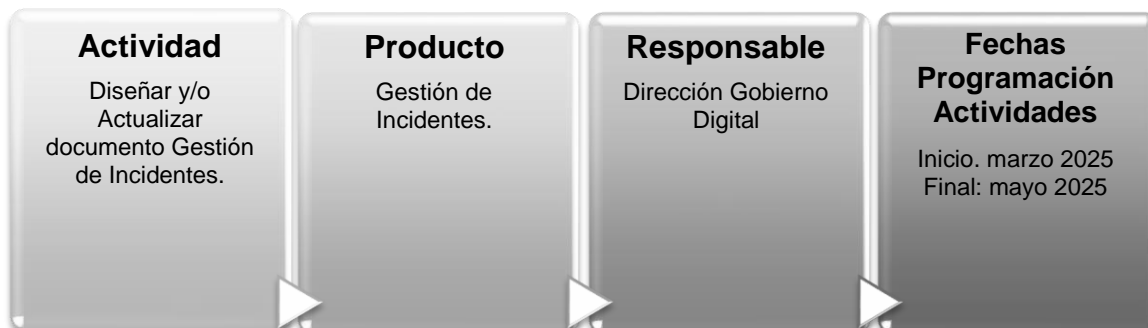 Actividad
Diseñar y/o
Actualizar
documento Gestión
de Incidentes.
Producto
Gestión de
Incidentes.
Responsable
Dirección Gobierno
Digital
Fechas
Programación
Actividades
Inicio. marzo 2025
Final: mayo 2025